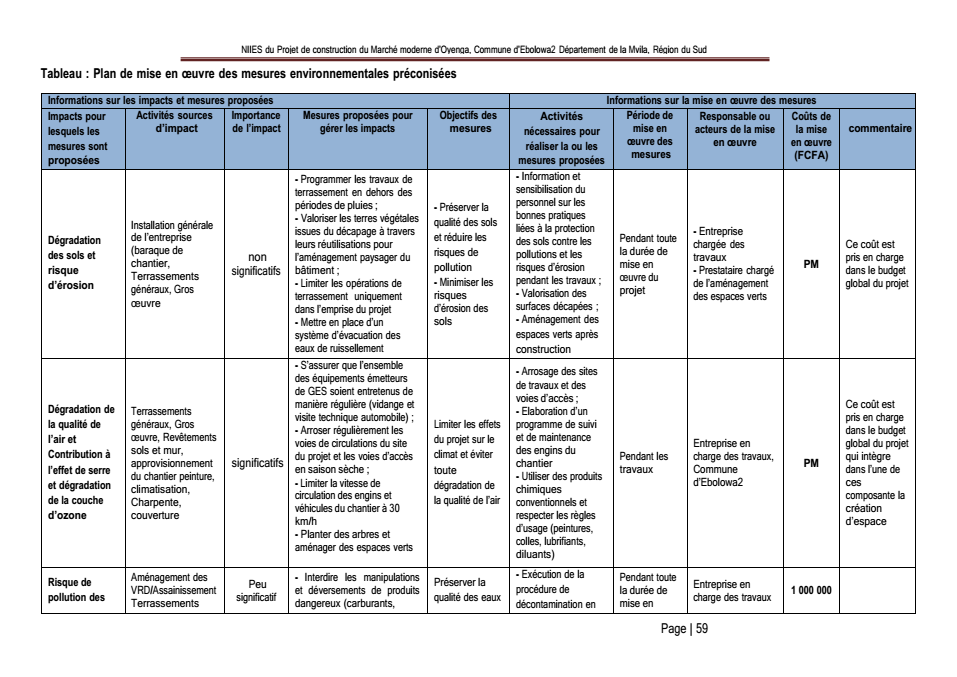 NIIES du Projet de construction du Marché moderne d'Oyenga, Commune d'Ebolowa2 Département de la Mvila, Région du Sud
Tableau : Plan de mise en œuvre des mesures environnementales préconisées
Informations sur les impacts et mesures proposées
Informations sur la mise en œuvre des mesures
Impacts pour
lesquels les
mesures sont
proposées
Activités sources
d'impact
Importance
de l'impact
Mesures proposées pour
gérer les impacts
Objectifs des
mesures
Activités
nécessaires pour
réaliser la ou les
mesures proposées
Période de
mise en
œuvre des
mesures
Responsable ou
acteurs de la mise
en œuvre
Coûts de
la mise
en œuvre
(FCFA)
commentaire
Dégradation
des sols et
risque
d'érosion
Installation générale
de l'entreprise
(baraque de
chantier,
Terrassements
généraux, Gros
œuvre
non
significatifs
- Programmer les travaux de
terrassement en dehors des
périodes de pluies ;
- Valoriser les terres végétales
issues du décapage à travers
leurs réutilisations pour
l'aménagement paysager du
bâtiment ;
- Limiter les opérations de
terrassement uniquement
dans l'emprise du projet
- Mettre en place d'un
système d'évacuation des
eaux de ruissellement
- Préserver la
qualité des sols
et réduire les
risques de
pollution
- Minimiser les
risques
d'érosion des
sols
- Information et
sensibilisation du
personnel sur les
bonnes pratiques
liées à la protection
des sols contre les
pollutions et les
risques d'érosion
pendant les travaux ;
- Valorisation des
surfaces décapées ;
- Aménagement des
espaces verts après
construction
Pendant toute
la durée de
mise en
œuvre du
projet
- Entreprise
chargée des
travaux
- Prestataire chargé
de l'aménagement
des espaces verts
PM
Ce coût est
pris en charge
dans le budget
global du projet
Dégradation de
la qualité de
l'air et
Contribution à
l'effet de serre
et dégradation
de la couche
d'ozone
Terrassements
généraux, Gros
œuvre, Revêtements
sols et mur,
approvisionnement
du chantier peinture,
climatisation,
Charpente,
couverture
significatifs
- S'assurer que l'ensemble
des équipements émetteurs
de GES soient entretenus de
manière régulière (vidange et
visite technique automobile) ;
- Arroser régulièrement les
voies de circulations du site
du projet et les voies d'accès
en saison sèche ;
- Limiter la vitesse de
circulation des engins et
véhicules du chantier à 30
km/h
- Planter des arbres et
aménager des espaces verts
Limiter les effets
du projet sur le
climat et éviter
toute
dégradation de
la qualité de l'air
- Arrosage des sites
de travaux et des
voies d'accès ;
- Elaboration d'un
programme de suivi
et de maintenance
des engins du
chantier
- Utiliser des produits
chimiques
conventionnels et
respecter les règles
d'usage (peintures,
colles, lubrifiants,
diluants)
Pendant les
travaux
Entreprise en
charge des travaux,
Commune
d'Ebolowa2
PM
Ce coût est
pris en charge
dans le budget
global du projet
qui intègre
dans l'une de
ces
composante la
création
d'espace
Risque de
pollution des
Aménagement des
VRD/Assainissement
Terrassements
Peu
significatif
- Interdire les manipulations
et déversements de produits
dangereux (carburants,
Préserver la
qualité des eaux
- Exécution de la
procédure de
décontamination en
Pendant toute
la durée de
mise en
Entreprise en
charge des travaux
1 000 000
Page | 59